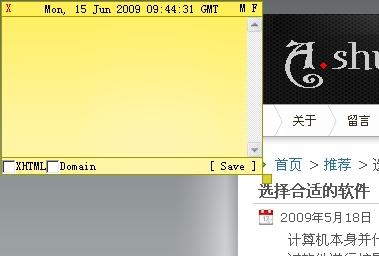 X Mon, 15 Jun 2009 09:44:31 GMT M F
XHTML Domain [ Save ]
A.shu
关于 留言
首页 > 推荐 >
选择合适的软件
2009年5月18日
计算机本身并